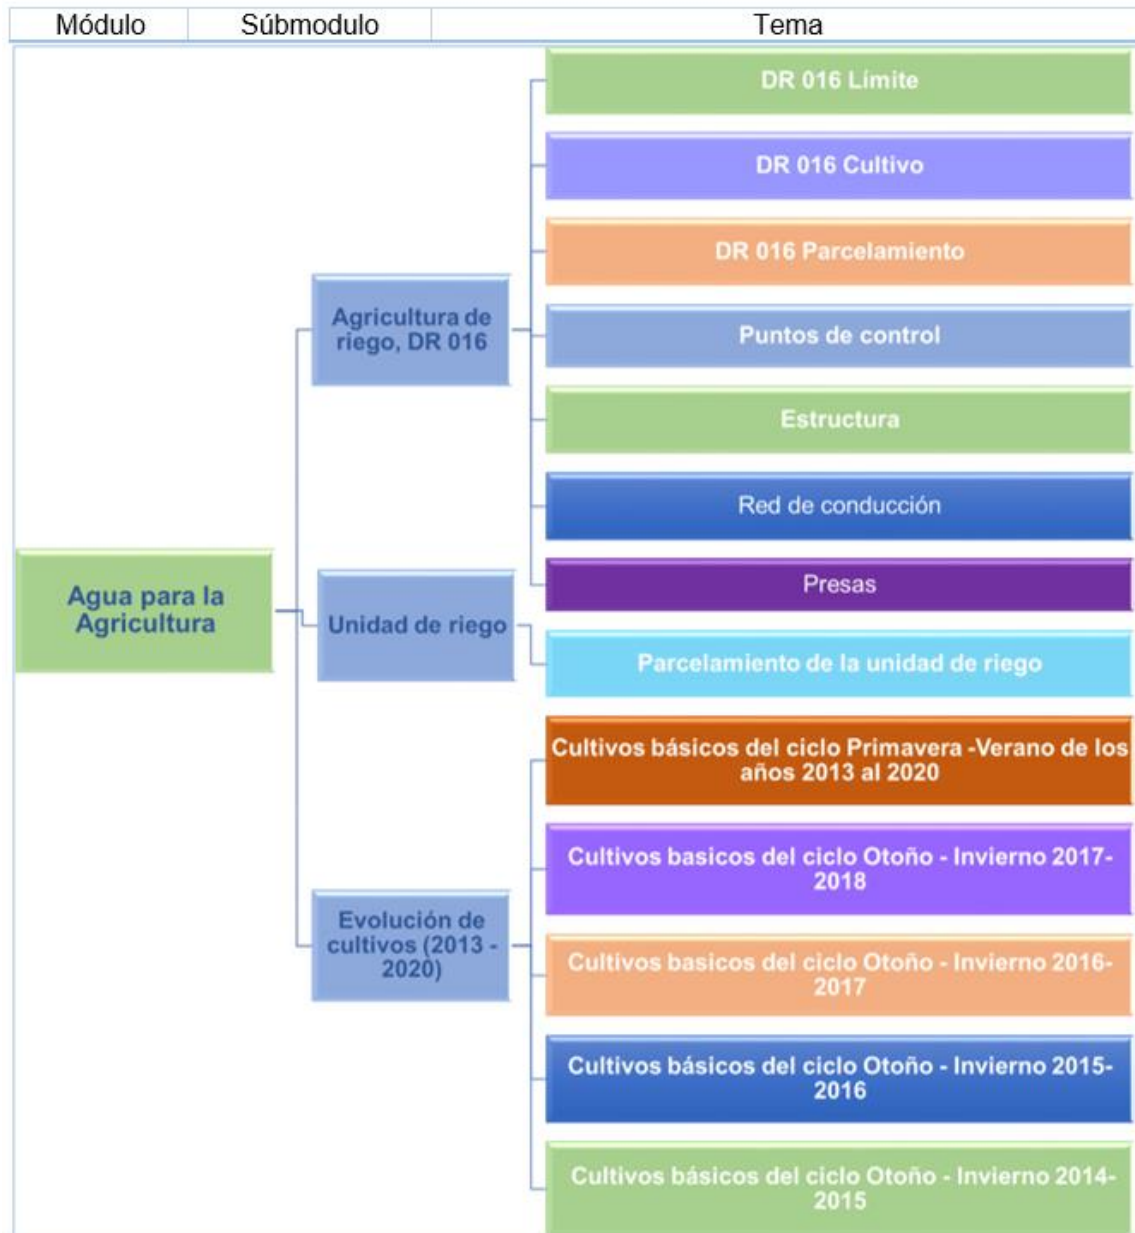 Módulo
Súbmodulo
Tema
Agua para la
Agricultura
Agricultura de
riego, DR 016
DR 016 Límite
DR 016 Cultivo
DR 016 Parcelamiento
Puntos de control
Estructura
Red de conducción
Presas
Unidad de riego
Parcelamiento de la unidad de riego
Evolución de
cultivos (2013 -
2020)
Cultivos básicos del ciclo Primavera -Verano de los
años 2013 al 2020
Cultivos basicos del ciclo Otoño - Invierno 2017-
2018
Cultivos basicos del ciclo Otoño - Invierno 2016-
2017
Cultivos básicos del ciclo Otoño - Invierno 2015-
2016
Cultivos básicos del ciclo Otoño - Invierno 2014-
2015